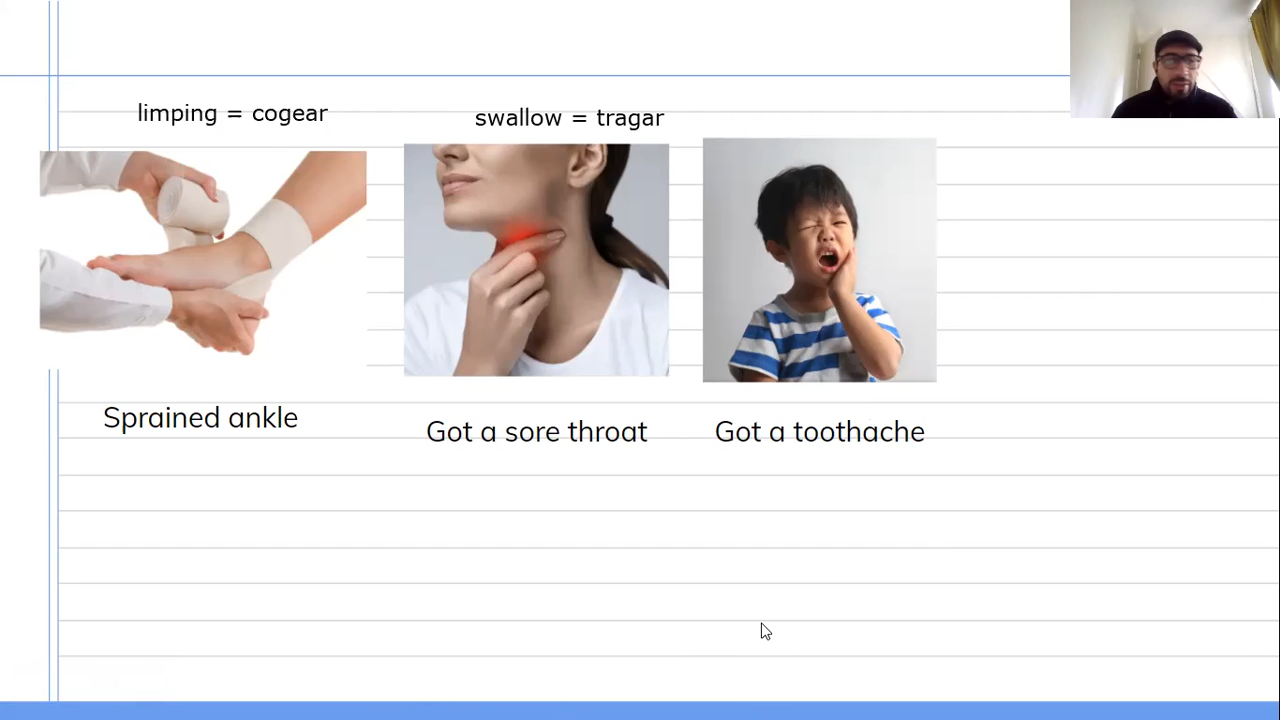 limping = cogear
swallow = tragar
Sprained ankle
Got a sore throat
Got a toothache